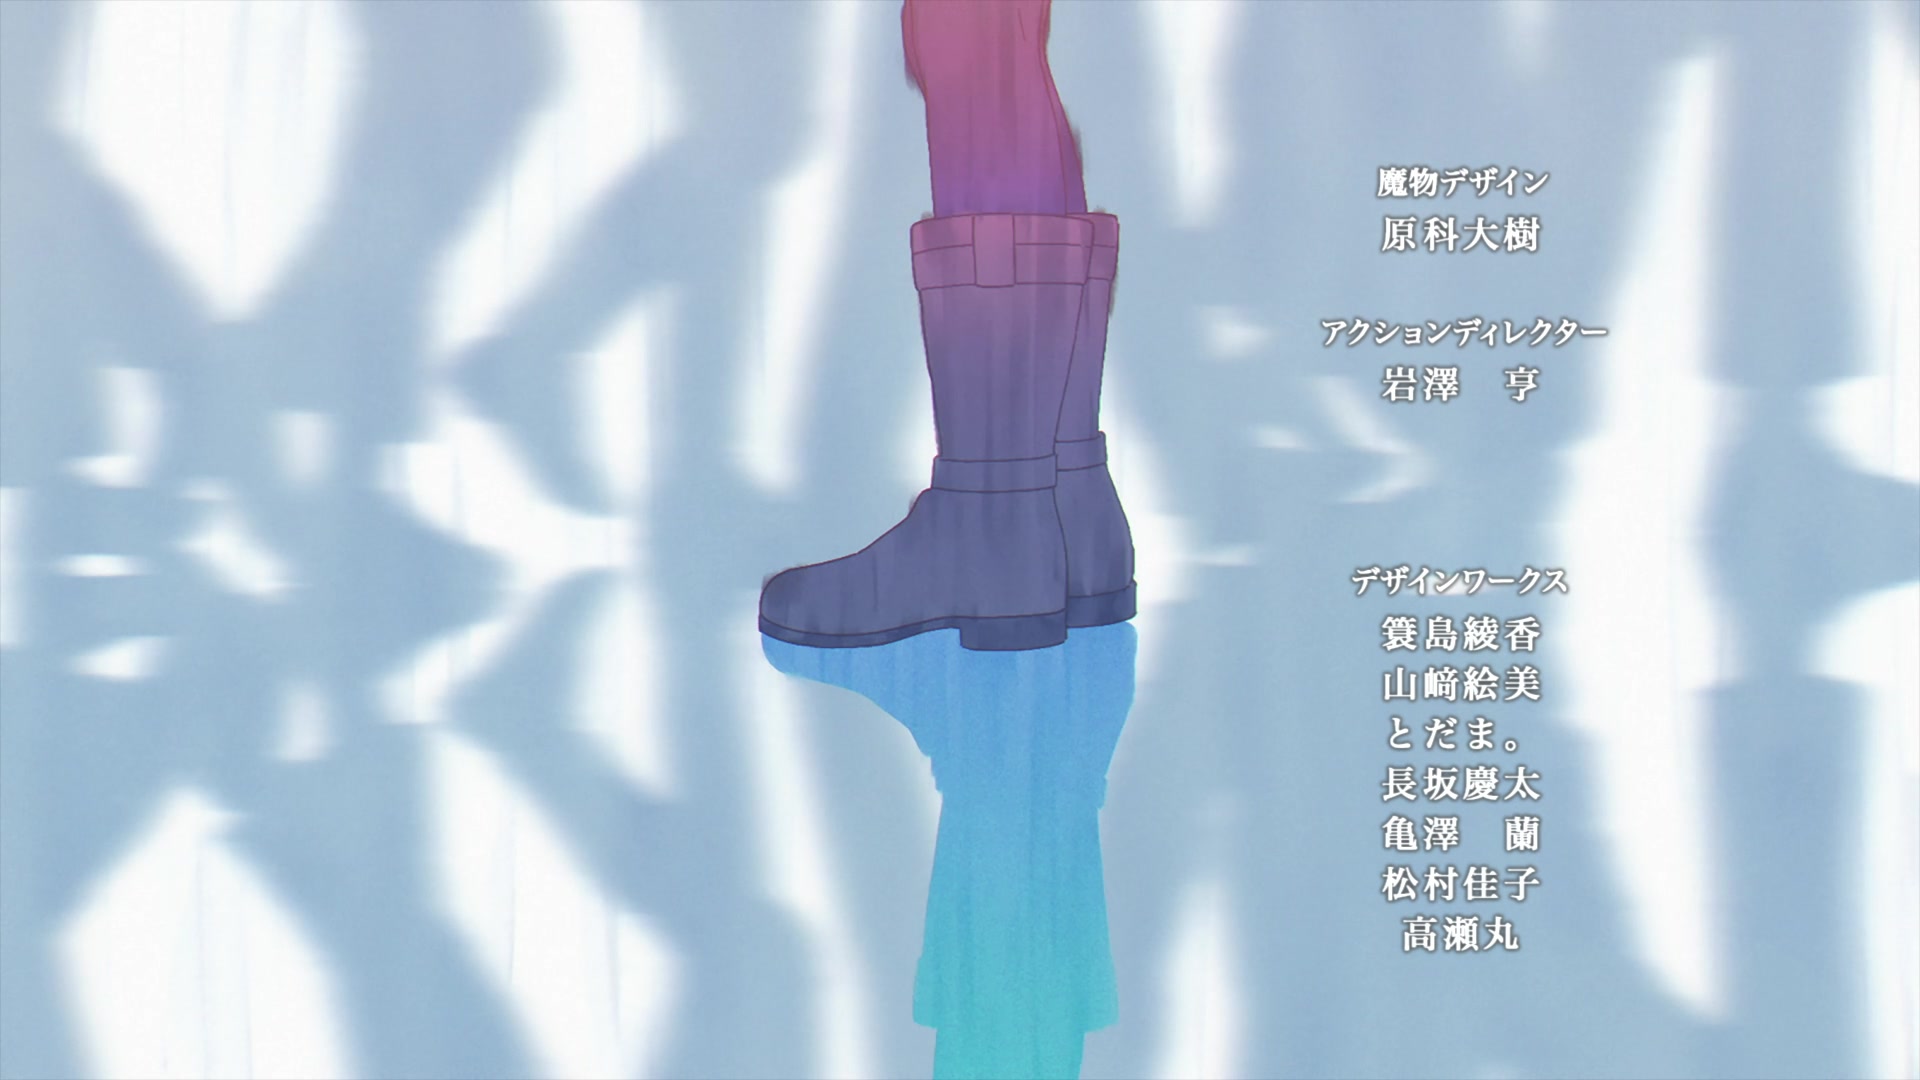 魔物デザイン
原科大樹
アクションディレクター
岩澤　亨
デザインワークス
簑島綾香
山﨑絵美
とだま。
長坂慶太
亀澤　蘭
松村佳子
高瀬丸